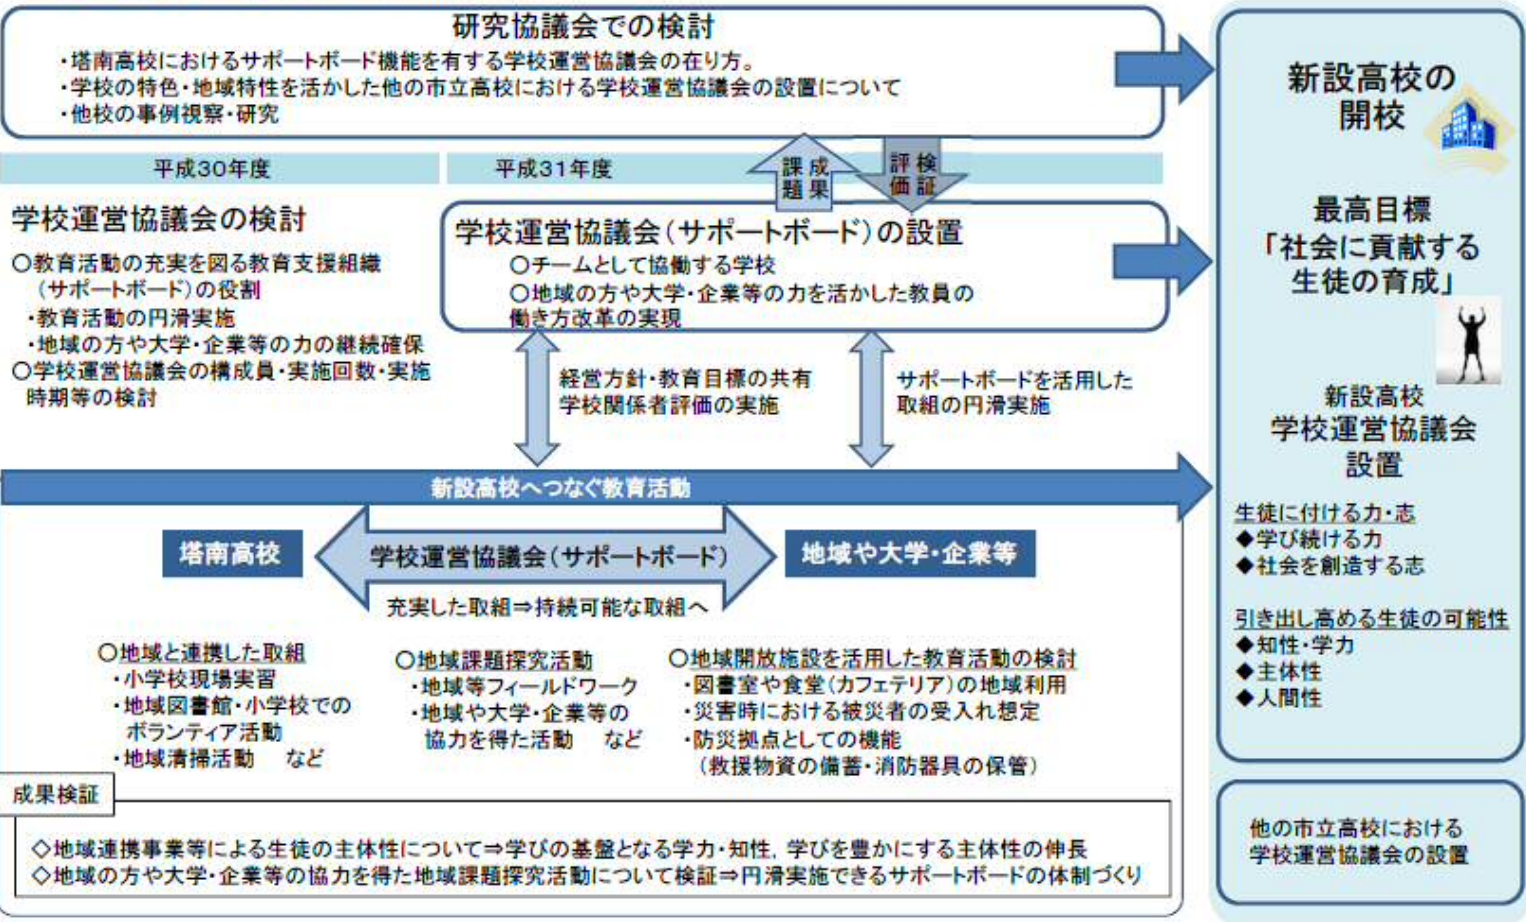 研究協議会での検討
・塔南高校におけるサポートボード機能を有する学校運営協議会の在り方。
・学校の特色・地域特性を活かした他の市立高校における学校運営協議会の設置について
・他校の事例視察・研究
平成30年度
平成31年度
成果
課題
検証
評価
学校運営協議会の検討
○教育活動の充実を図る教育支援組織
（サポートボード）の役割
・教育活動の円滑実施
・地域の方や大学・企業等の力の継続確保
○学校運営協議会の構成員・実施回数・実施
時期等の検討
学校運営協議会（サポートボード）の設置
○チームとして協働する学校
○地域の方や大学・企業等の力を活かした教員の
働き方改革の実現
経営方針・教育目標の共有
学校関係者評価の実施
サポートボードを活用した
取組の円滑実施
新設高校へつなぐ教育活動
塔南高校
学校運営協議会（サポートボード）
地域や大学・企業等
充実した取組⇒持続可能な取組へ
○地域と連携した取組
・小学校現場実習
・地域図書館・小学校での
ボランティア活動
・地域清掃活動　など
○地域課題探究活動
・地域等フィールドワーク
・地域や大学・企業等の
協力を得た活動　など
○地域開放施設を活用した教育活動の検討
・図書室や食堂（カフェテリア）の地域利用
・災害時における被災者の受入れ想定
・防災拠点としての機能
（救援物資の備蓄・消防器具の保管）
成果検証
◇地域連携事業等による生徒の主体性について⇒学びの基盤となる学力・知性，学びを豊かにする主体性の伸長
◇地域の方や大学・企業等の協力を得た地域課題探究活動について検証⇒円滑実施できるサポートボードの体制づくり
新設高校の
開校
最高目標
「社会に貢献する
生徒の育成」
新設高校
学校運営協議会
設置
生徒に付ける力・志
◆学び続ける力
◆社会を創造する志
引き出し高める生徒の可能性
◆知性・学力
◆主体性
◆人間性
他の市立高校における
学校運営協議会の設置